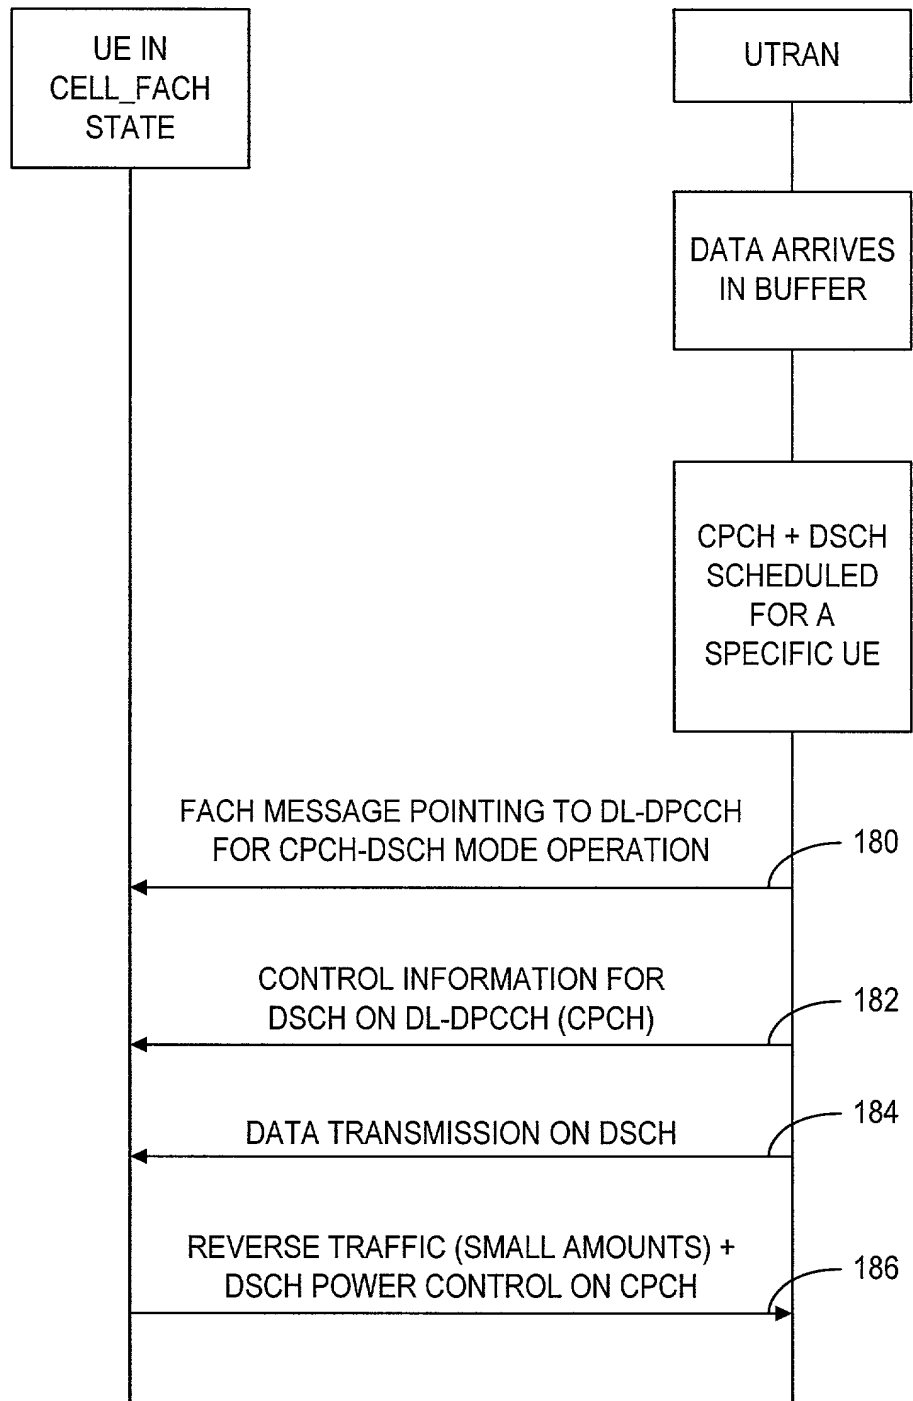 UE IN
CELL_FACH
STATE
UTRAN
DATA ARRIVES
IN BUFFER
CPCH + DSCH
SCHEDULED
FOR A
SPECIFIC UE
FACH MESSAGE POINTING TO DL-DPCCH
FOR CPCH-DSCH MODE OPERATION
180
CONTROL INFORMATION FOR
DSCH ON DL-DPCCH (CPCH)
182
DATA TRANSMISSION ON DSCH
184
REVERSE TRAFFIC (SMALL AMOUNTS) +
DSCH POWER CONTROL ON CPCH
186